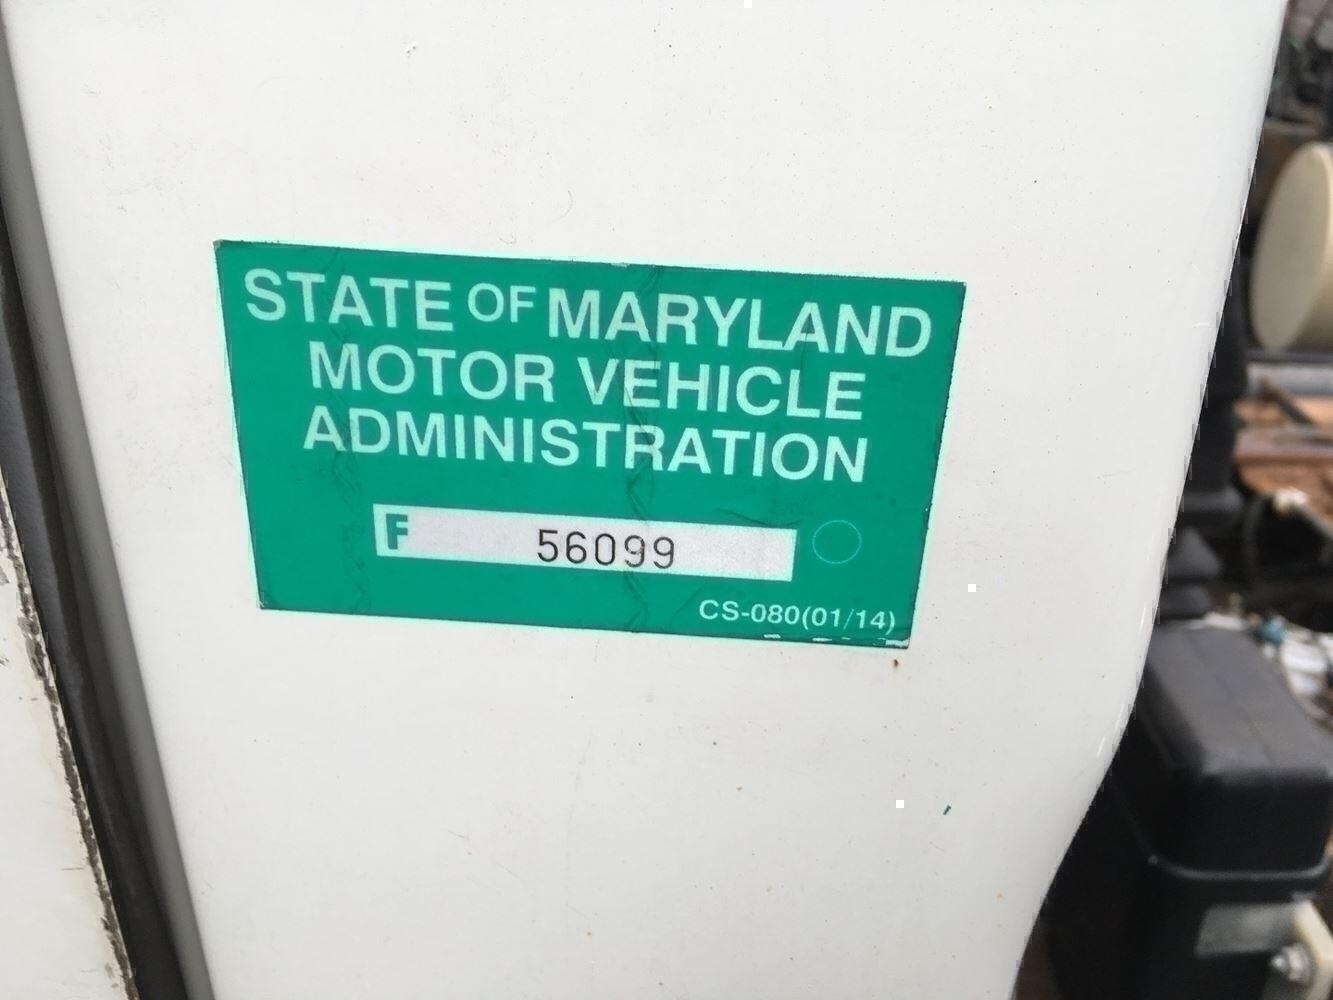 STATE OF MARYLAND
MOTOR VEHICLE
ADMINISTRATION
F 56099
CS-080(01/14)